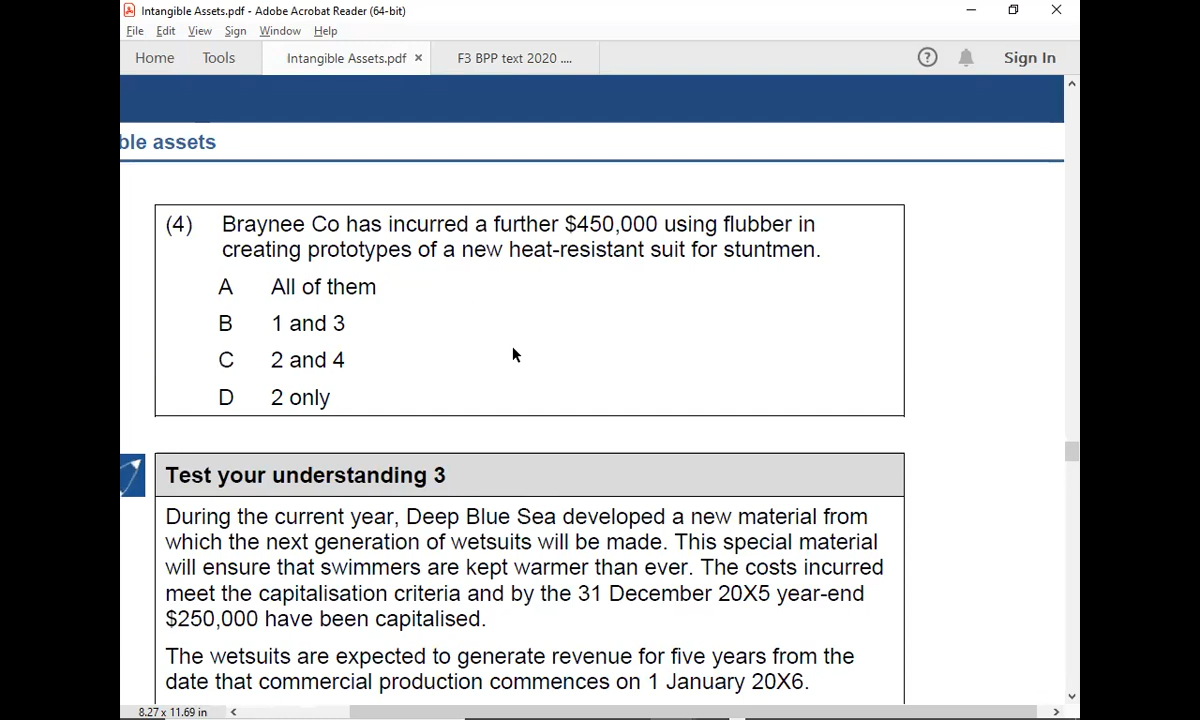 Intangible Assets.pdf - Adobe Acrobat Reader (64-bit)
File Edit View Sign Window Help
Home Tools Intangible Assets.pdf × F3 BPP text 2020 .... Sign In
ble assets
(4) Braynee Co has incurred a further $450,000 using flubber in
creating prototypes of a new heat-resistant suit for stuntmen.
A All of them
B 1 and 3
C 2 and 4
D 2 only
Test your understanding 3
During the current year, Deep Blue Sea developed a new material from
which the next generation of wetsuits will be made. This special material
will ensure that swimmers are kept warmer than ever. The costs incurred
meet the capitalisation criteria and by the 31 December 20X5 year-end
$250,000 have been capitalised.
The wetsuits are expected to generate revenue for five years from the
date that commercial production commences on 1 January 20X6.
8.27 x 11.69 in